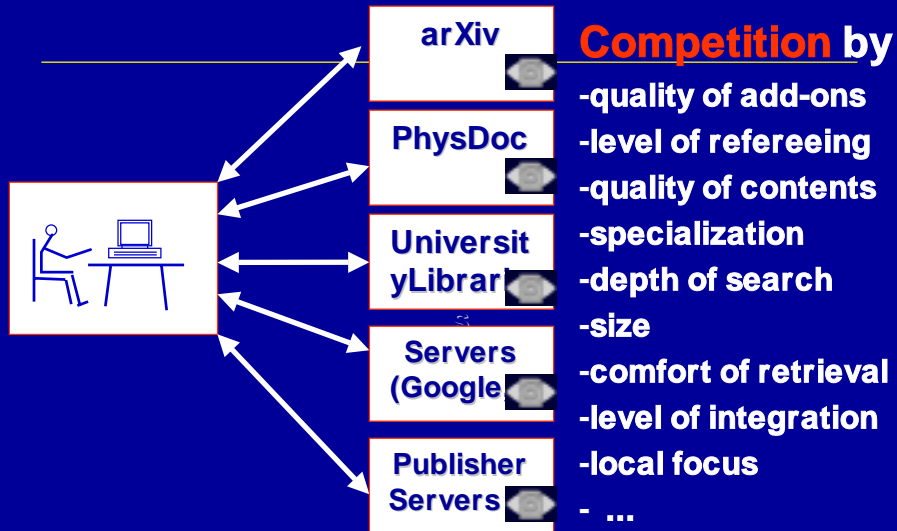 arXiv
PhysDoc
Universit
yLibrari
s
Servers
(Google
Publisher
Servers
Competition by
-quality of add-ons
-level of refereeing
-quality of contents
-specialization
-depth of search
-size
-comfort of retrieval
-level of integration
-local focus
- ...